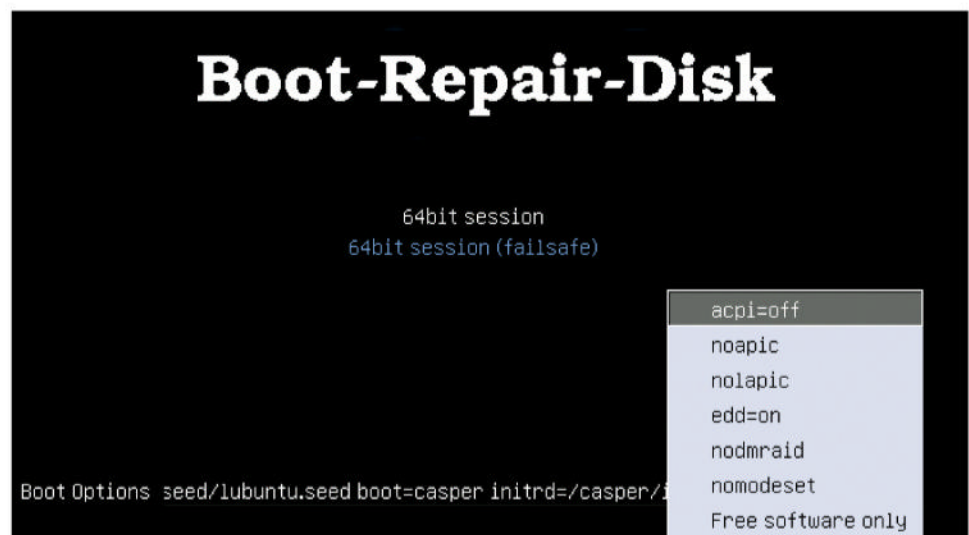 Boot-Repair-Disk
64bit session
64bit session (failsafe)
acpi=off
noapic
nolapic
edd=on
nodmraid
nomodeset
Free software only
Boot Options seed/lubuntu.seed boot=casper initrd=/casper/i